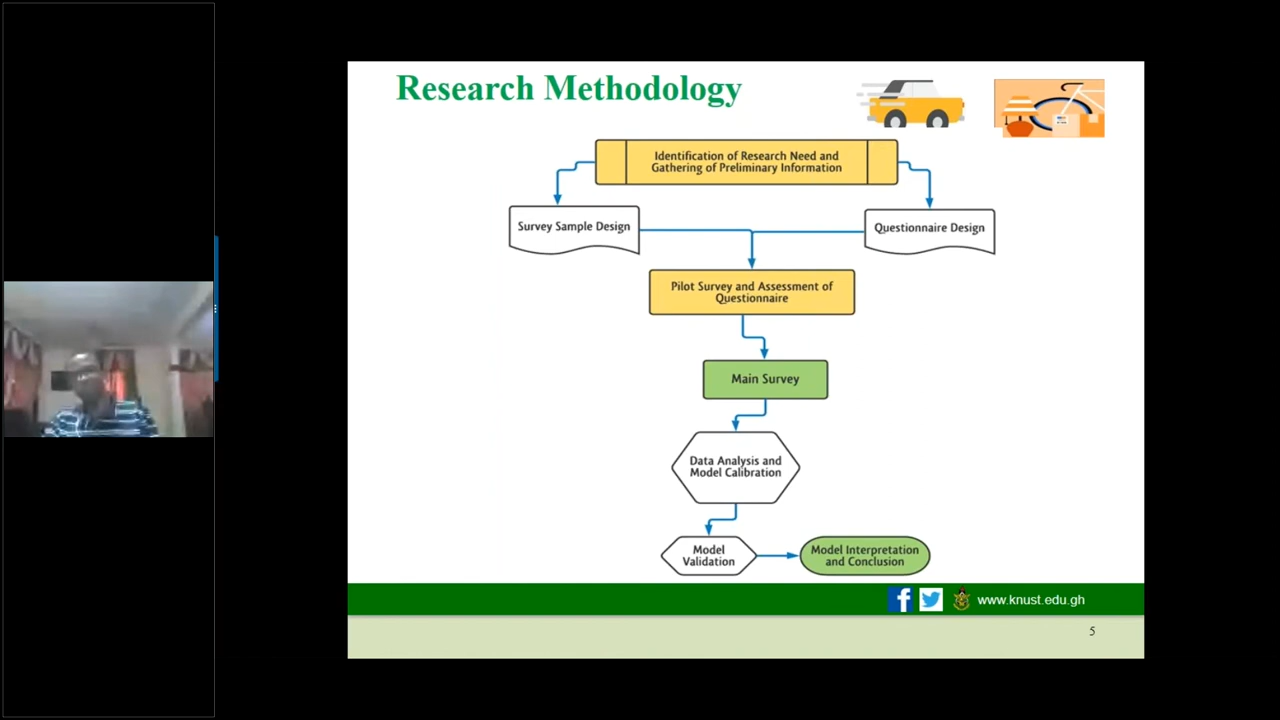 Research Methodology
Identification of Research Need and
Gathering of Preliminary Information
Survey Sample Design
Questionnaire Design
Pilot Survey and Assessment of
Questionnaire
Main Survey
Data Analysis and
Model Calibration
Model
Validation
Model Interpretation
and Conclusion
www.knust.edu.gh
5